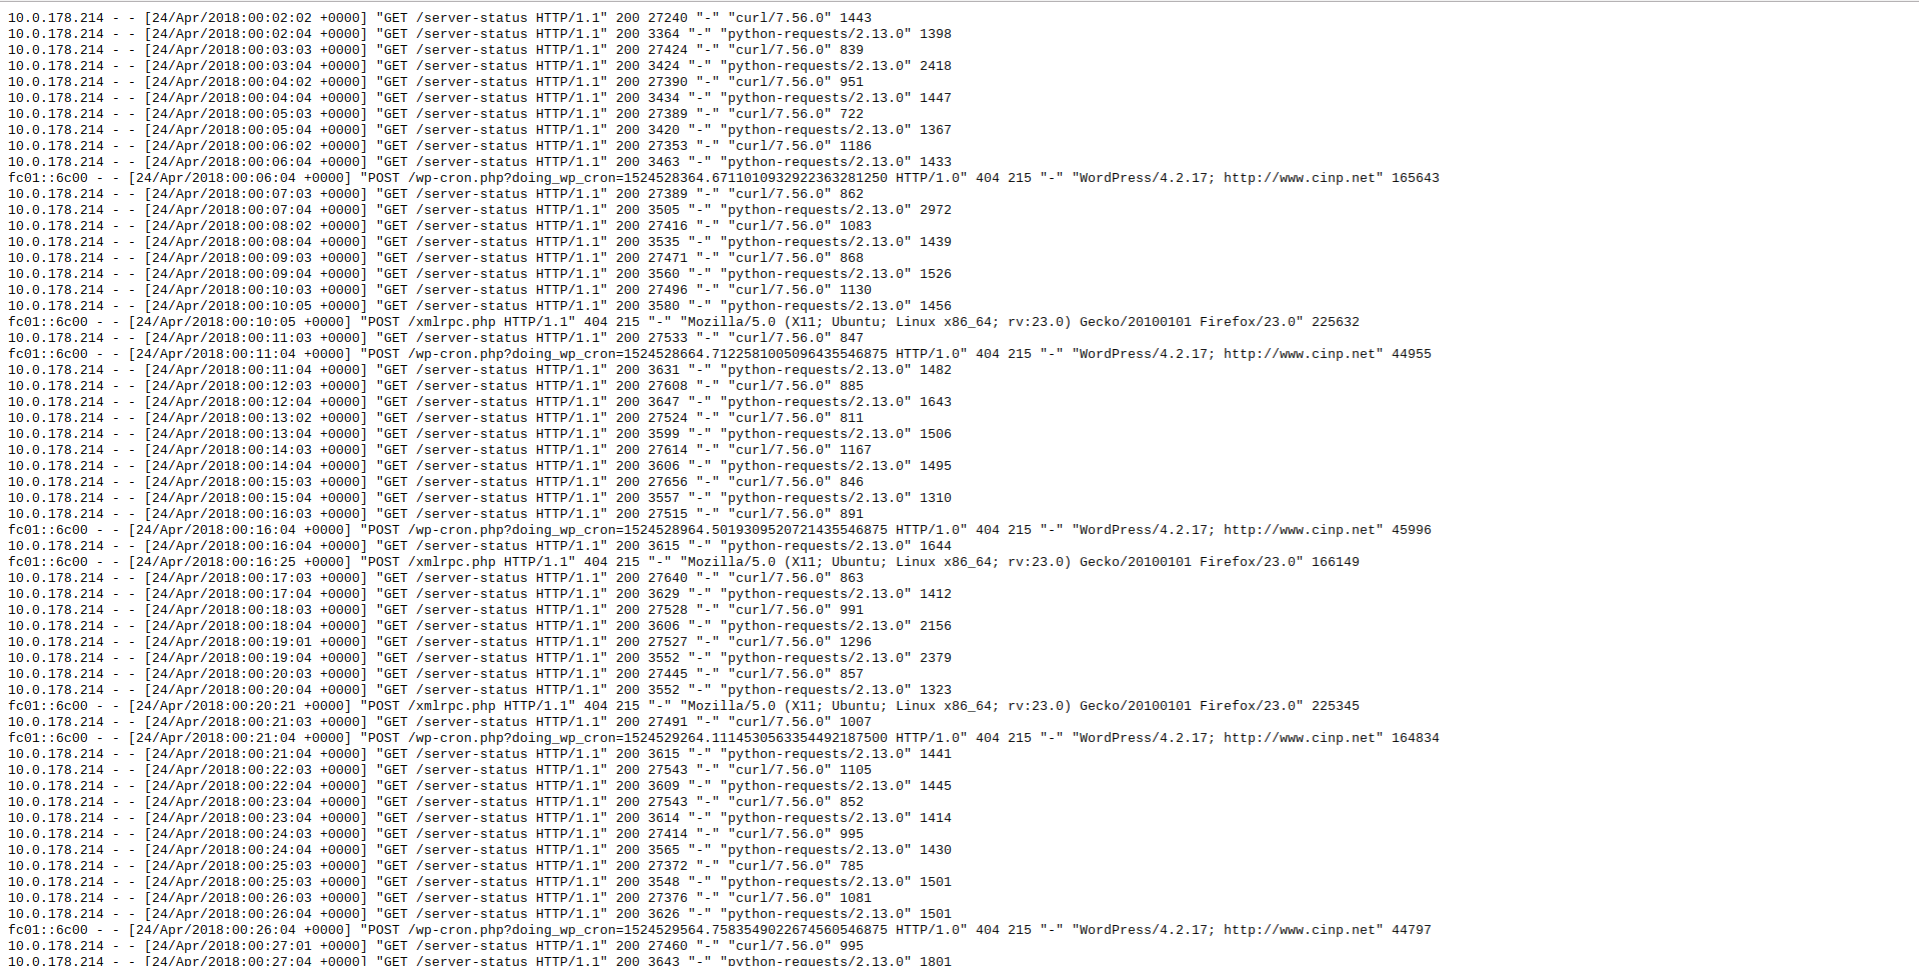 10.0.178.214 - - [24/Apr/2018:00:02:02 +0000] "GET /server-status HTTP/1.1" 200 27240 "-" "curl/7.56.0" 1443
10.0.178.214 - - [24/Apr/2018:00:02:04 +0000] "GET /server-status HTTP/1.1" 200 3364 "-" "python-requests/2.13.0" 1398
10.0.178.214 - - [24/Apr/2018:00:03:03 +0000] "GET /server-status HTTP/1.1" 200 27424 "-" "curl/7.56.0" 839
10.0.178.214 - - [24/Apr/2018:00:03:04 +0000] "GET /server-status HTTP/1.1" 200 3424 "-" "python-requests/2.13.0" 2418
10.0.178.214 - - [24/Apr/2018:00:04:02 +0000] "GET /server-status HTTP/1.1" 200 27390 "-" "curl/7.56.0" 951
10.0.178.214 - - [24/Apr/2018:00:04:04 +0000] "GET /server-status HTTP/1.1" 200 3434 "-" "python-requests/2.13.0" 1447
10.0.178.214 - - [24/Apr/2018:00:05:03 +0000] "GET /server-status HTTP/1.1" 200 27389 "-" "curl/7.56.0" 722
10.0.178.214 - - [24/Apr/2018:00:05:04 +0000] "GET /server-status HTTP/1.1" 200 3420 "-" "python-requests/2.13.0" 1367
10.0.178.214 - - [24/Apr/2018:00:06:02 +0000] "GET /server-status HTTP/1.1" 200 27353 "-" "curl/7.56.0" 1186
10.0.178.214 - - [24/Apr/2018:00:06:04 +0000] "GET /server-status HTTP/1.1" 200 3463 "-" "python-requests/2.13.0" 1433
fc01::6c00 - - [24/Apr/2018:00:06:04 +0000] "POST /wp-cron.php?doing_wp_cron=1524528364.6711010932922363281250 HTTP/1.0" 404 215 "-" "WordPress/4.2.17; http://www.cinp.net" 165643
10.0.178.214 - - [24/Apr/2018:00:07:03 +0000] "GET /server-status HTTP/1.1" 200 27389 "-" "curl/7.56.0" 862
10.0.178.214 - - [24/Apr/2018:00:07:04 +0000] "GET /server-status HTTP/1.1" 200 3505 "-" "python-requests/2.13.0" 2972
10.0.178.214 - - [24/Apr/2018:00:08:02 +0000] "GET /server-status HTTP/1.1" 200 27416 "-" "curl/7.56.0" 1083
10.0.178.214 - - [24/Apr/2018:00:08:04 +0000] "GET /server-status HTTP/1.1" 200 3535 "-" "python-requests/2.13.0" 1439
10.0.178.214 - - [24/Apr/2018:00:09:03 +0000] "GET /server-status HTTP/1.1" 200 27471 "-" "curl/7.56.0" 868
10.0.178.214 - - [24/Apr/2018:00:09:04 +0000] "GET /server-status HTTP/1.1" 200 3560 "-" "python-requests/2.13.0" 1526
10.0.178.214 - - [24/Apr/2018:00:10:03 +0000] "GET /server-status HTTP/1.1" 200 27496 "-" "curl/7.56.0" 1130
10.0.178.214 - - [24/Apr/2018:00:10:05 +0000] "GET /server-status HTTP/1.1" 200 3580 "-" "python-requests/2.13.0" 1456
fc01::6c00 - - [24/Apr/2018:00:10:05 +0000] "POST /xmlrpc.php HTTP/1.1" 404 215 "-" "Mozilla/5.0 (X11; Ubuntu; Linux x86_64; rv:23.0) Gecko/20100101 Firefox/23.0" 225632
10.0.178.214 - - [24/Apr/2018:00:11:03 +0000] "GET /server-status HTTP/1.1" 200 27533 "-" "curl/7.56.0" 847
fc01::6c00 - - [24/Apr/2018:00:11:04 +0000] "POST /wp-cron.php?doing_wp_cron=1524528664.7122581005096435546875 HTTP/1.0" 404 215 "-" "WordPress/4.2.17; http://www.cinp.net" 44955
10.0.178.214 - - [24/Apr/2018:00:11:04 +0000] "GET /server-status HTTP/1.1" 200 3631 "-" "python-requests/2.13.0" 1482
10.0.178.214 - - [24/Apr/2018:00:12:03 +0000] "GET /server-status HTTP/1.1" 200 27608 "-" "curl/7.56.0" 885
10.0.178.214 - - [24/Apr/2018:00:12:04 +0000] "GET /server-status HTTP/1.1" 200 3647 "-" "python-requests/2.13.0" 1643
10.0.178.214 - - [24/Apr/2018:00:13:02 +0000] "GET /server-status HTTP/1.1" 200 27524 "-" "curl/7.56.0" 811
10.0.178.214 - - [24/Apr/2018:00:13:04 +0000] "GET /server-status HTTP/1.1" 200 3599 "-" "python-requests/2.13.0" 1506
10.0.178.214 - - [24/Apr/2018:00:14:03 +0000] "GET /server-status HTTP/1.1" 200 27614 "-" "curl/7.56.0" 1167
10.0.178.214 - - [24/Apr/2018:00:14:04 +0000] "GET /server-status HTTP/1.1" 200 3606 "-" "python-requests/2.13.0" 1495
10.0.178.214 - - [24/Apr/2018:00:15:03 +0000] "GET /server-status HTTP/1.1" 200 27656 "-" "curl/7.56.0" 846
10.0.178.214 - - [24/Apr/2018:00:15:04 +0000] "GET /server-status HTTP/1.1" 200 3557 "-" "python-requests/2.13.0" 1310
10.0.178.214 - - [24/Apr/2018:00:16:03 +0000] "GET /server-status HTTP/1.1" 200 27515 "-" "curl/7.56.0" 891
fc01::6c00 - - [24/Apr/2018:00:16:04 +0000] "POST /wp-cron.php?doing_wp_cron=1524528964.5019309520721435546875 HTTP/1.0" 404 215 "-" "WordPress/4.2.17; http://www.cinp.net" 45996
10.0.178.214 - - [24/Apr/2018:00:16:04 +0000] "GET /server-status HTTP/1.1" 200 3615 "-" "python-requests/2.13.0" 1644
fc01::6c00 - - [24/Apr/2018:00:16:25 +0000] "POST /xmlrpc.php HTTP/1.1" 404 215 "-" "Mozilla/5.0 (X11; Ubuntu; Linux x86_64; rv:23.0) Gecko/20100101 Firefox/23.0" 166149
10.0.178.214 - - [24/Apr/2018:00:17:03 +0000] "GET /server-status HTTP/1.1" 200 27640 "-" "curl/7.56.0" 863
10.0.178.214 - - [24/Apr/2018:00:17:04 +0000] "GET /server-status HTTP/1.1" 200 3629 "-" "python-requests/2.13.0" 1412
10.0.178.214 - - [24/Apr/2018:00:18:03 +0000] "GET /server-status HTTP/1.1" 200 27528 "-" "curl/7.56.0" 991
10.0.178.214 - - [24/Apr/2018:00:18:04 +0000] "GET /server-status HTTP/1.1" 200 3606 "-" "python-requests/2.13.0" 2156
10.0.178.214 - - [24/Apr/2018:00:19:01 +0000] "GET /server-status HTTP/1.1" 200 27527 "-" "curl/7.56.0" 1296
10.0.178.214 - - [24/Apr/2018:00:19:04 +0000] "GET /server-status HTTP/1.1" 200 3552 "-" "python-requests/2.13.0" 2379
10.0.178.214 - - [24/Apr/2018:00:20:03 +0000] "GET /server-status HTTP/1.1" 200 27445 "-" "curl/7.56.0" 857
10.0.178.214 - - [24/Apr/2018:00:20:04 +0000] "GET /server-status HTTP/1.1" 200 3552 "-" "python-requests/2.13.0" 1323
fc01::6c00 - - [24/Apr/2018:00:20:21 +0000] "POST /xmlrpc.php HTTP/1.1" 404 215 "-" "Mozilla/5.0 (X11; Ubuntu; Linux x86_64; rv:23.0) Gecko/20100101 Firefox/23.0" 225345
10.0.178.214 - - [24/Apr/2018:00:21:03 +0000] "GET /server-status HTTP/1.1" 200 27491 "-" "curl/7.56.0" 1007
fc01::6c00 - - [24/Apr/2018:00:21:04 +0000] "POST /wp-cron.php?doing_wp_cron=1524529264.1114530563354492187500 HTTP/1.0" 404 215 "-" "WordPress/4.2.17; http://www.cinp.net" 164834
10.0.178.214 - - [24/Apr/2018:00:21:04 +0000] "GET /server-status HTTP/1.1" 200 3615 "-" "python-requests/2.13.0" 1441
10.0.178.214 - - [24/Apr/2018:00:22:03 +0000] "GET /server-status HTTP/1.1" 200 27543 "-" "curl/7.56.0" 1105
10.0.178.214 - - [24/Apr/2018:00:22:04 +0000] "GET /server-status HTTP/1.1" 200 3609 "-" "python-requests/2.13.0" 1445
10.0.178.214 - - [24/Apr/2018:00:23:04 +0000] "GET /server-status HTTP/1.1" 200 27543 "-" "curl/7.56.0" 852
10.0.178.214 - - [24/Apr/2018:00:23:04 +0000] "GET /server-status HTTP/1.1" 200 3614 "-" "python-requests/2.13.0" 1414
10.0.178.214 - - [24/Apr/2018:00:24:03 +0000] "GET /server-status HTTP/1.1" 200 27414 "-" "curl/7.56.0" 995
10.0.178.214 - - [24/Apr/2018:00:24:04 +0000] "GET /server-status HTTP/1.1" 200 3565 "-" "python-requests/2.13.0" 1430
10.0.178.214 - - [24/Apr/2018:00:25:03 +0000] "GET /server-status HTTP/1.1" 200 27372 "-" "curl/7.56.0" 785
10.0.178.214 - - [24/Apr/2018:00:25:03 +0000] "GET /server-status HTTP/1.1" 200 3548 "-" "python-requests/2.13.0" 1501
10.0.178.214 - - [24/Apr/2018:00:26:03 +0000] "GET /server-status HTTP/1.1" 200 27376 "-" "curl/7.56.0" 1081
10.0.178.214 - - [24/Apr/2018:00:26:04 +0000] "GET /server-status HTTP/1.1" 200 3626 "-" "python-requests/2.13.0" 1501
fc01::6c00 - - [24/Apr/2018:00:26:04 +0000] "POST /wp-cron.php?doing_wp_cron=1524529564.7583549022674560546875 HTTP/1.0" 404 215 "-" "WordPress/4.2.17; http://www.cinp.net" 44797
10.0.178.214 - - [24/Apr/2018:00:27:01 +0000] "GET /server-status HTTP/1.1" 200 27460 "-" "curl/7.56.0" 995
10.0.178.214 - - [24/Apr/2018:00:27:04 +0000] "GET /server-status HTTP/1.1" 200 3643 "-" "python-requests/2.13.0" 1801